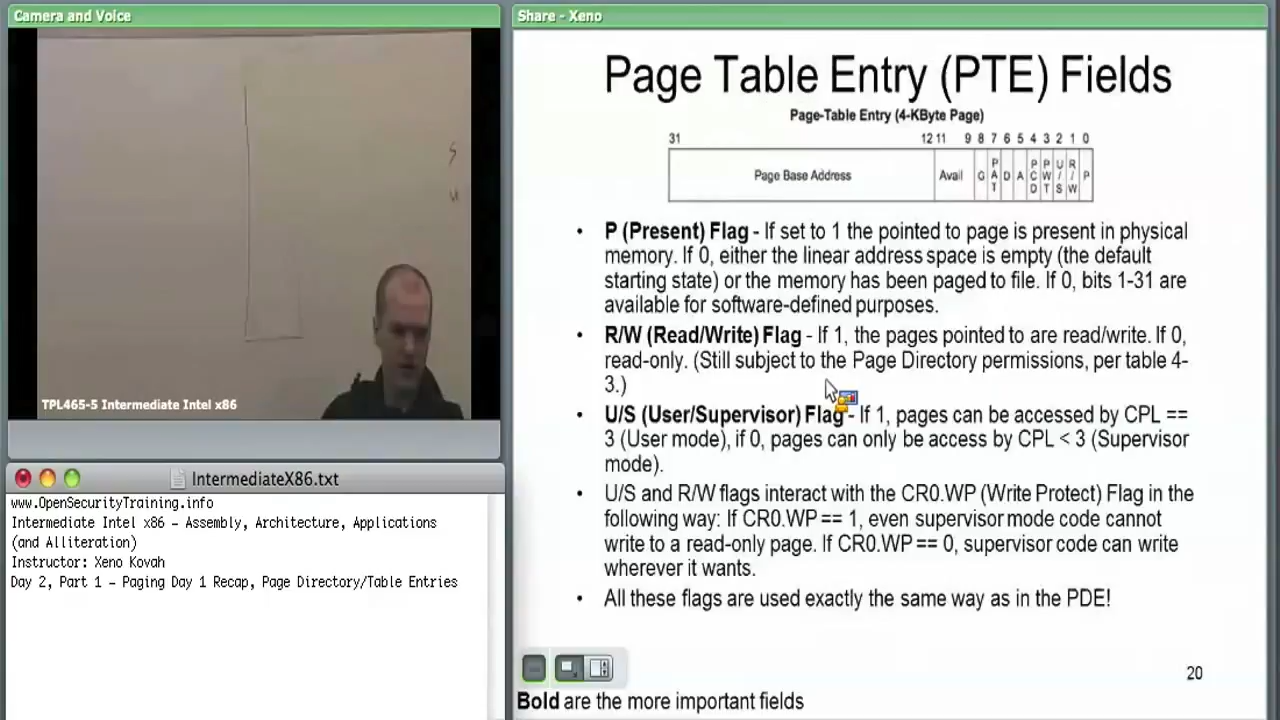 Camera and Voice
S
u
TPL465-5 Intermediate Intel x86
IntermediateX86.txt
www.OpenSecurityTraining.info
Intermediate Intel x86 – Assembly, Architecture, Applications
(and Alliteration)
Instructor: Xeno Kovah
Day 2, Part 1 – Paging Day 1 Recap, Page Directory/Table Entries
Share - Xeno
Page Table Entry (PTE) Fields
Page-Table Entry (4-KByte Page)
31 12 11 9 8 7 6 5 4 3 2 1 0
Page Base Address Avail G PAT D A PCD PWT U/S R/W P
• P (Present) Flag - If set to 1 the pointed to page is present in physical
memory. If 0, either the linear address space is empty (the default
starting state) or the memory has been paged to file. If 0, bits 1-31 are
available for software-defined purposes.
• R/W (Read/Write) Flag - If 1, the pages pointed to are read/write. If 0,
read-only. (Still subject to the Page Directory permissions, per table 4-
3.)
• U/S (User/Supervisor) Flag - If 1, pages can be accessed by CPL ==
3 (User mode), if 0, pages can only be access by CPL < 3 (Supervisor
mode).
• U/S and R/W flags interact with the CR0.WP (Write Protect) Flag in the
following way: If CR0.WP == 1, even supervisor mode code cannot
write to a read-only page. If CR0.WP == 0, supervisor code can write
wherever it wants.
• All these flags are used exactly the same way as in the PDE!
20
Bold are the more important fields